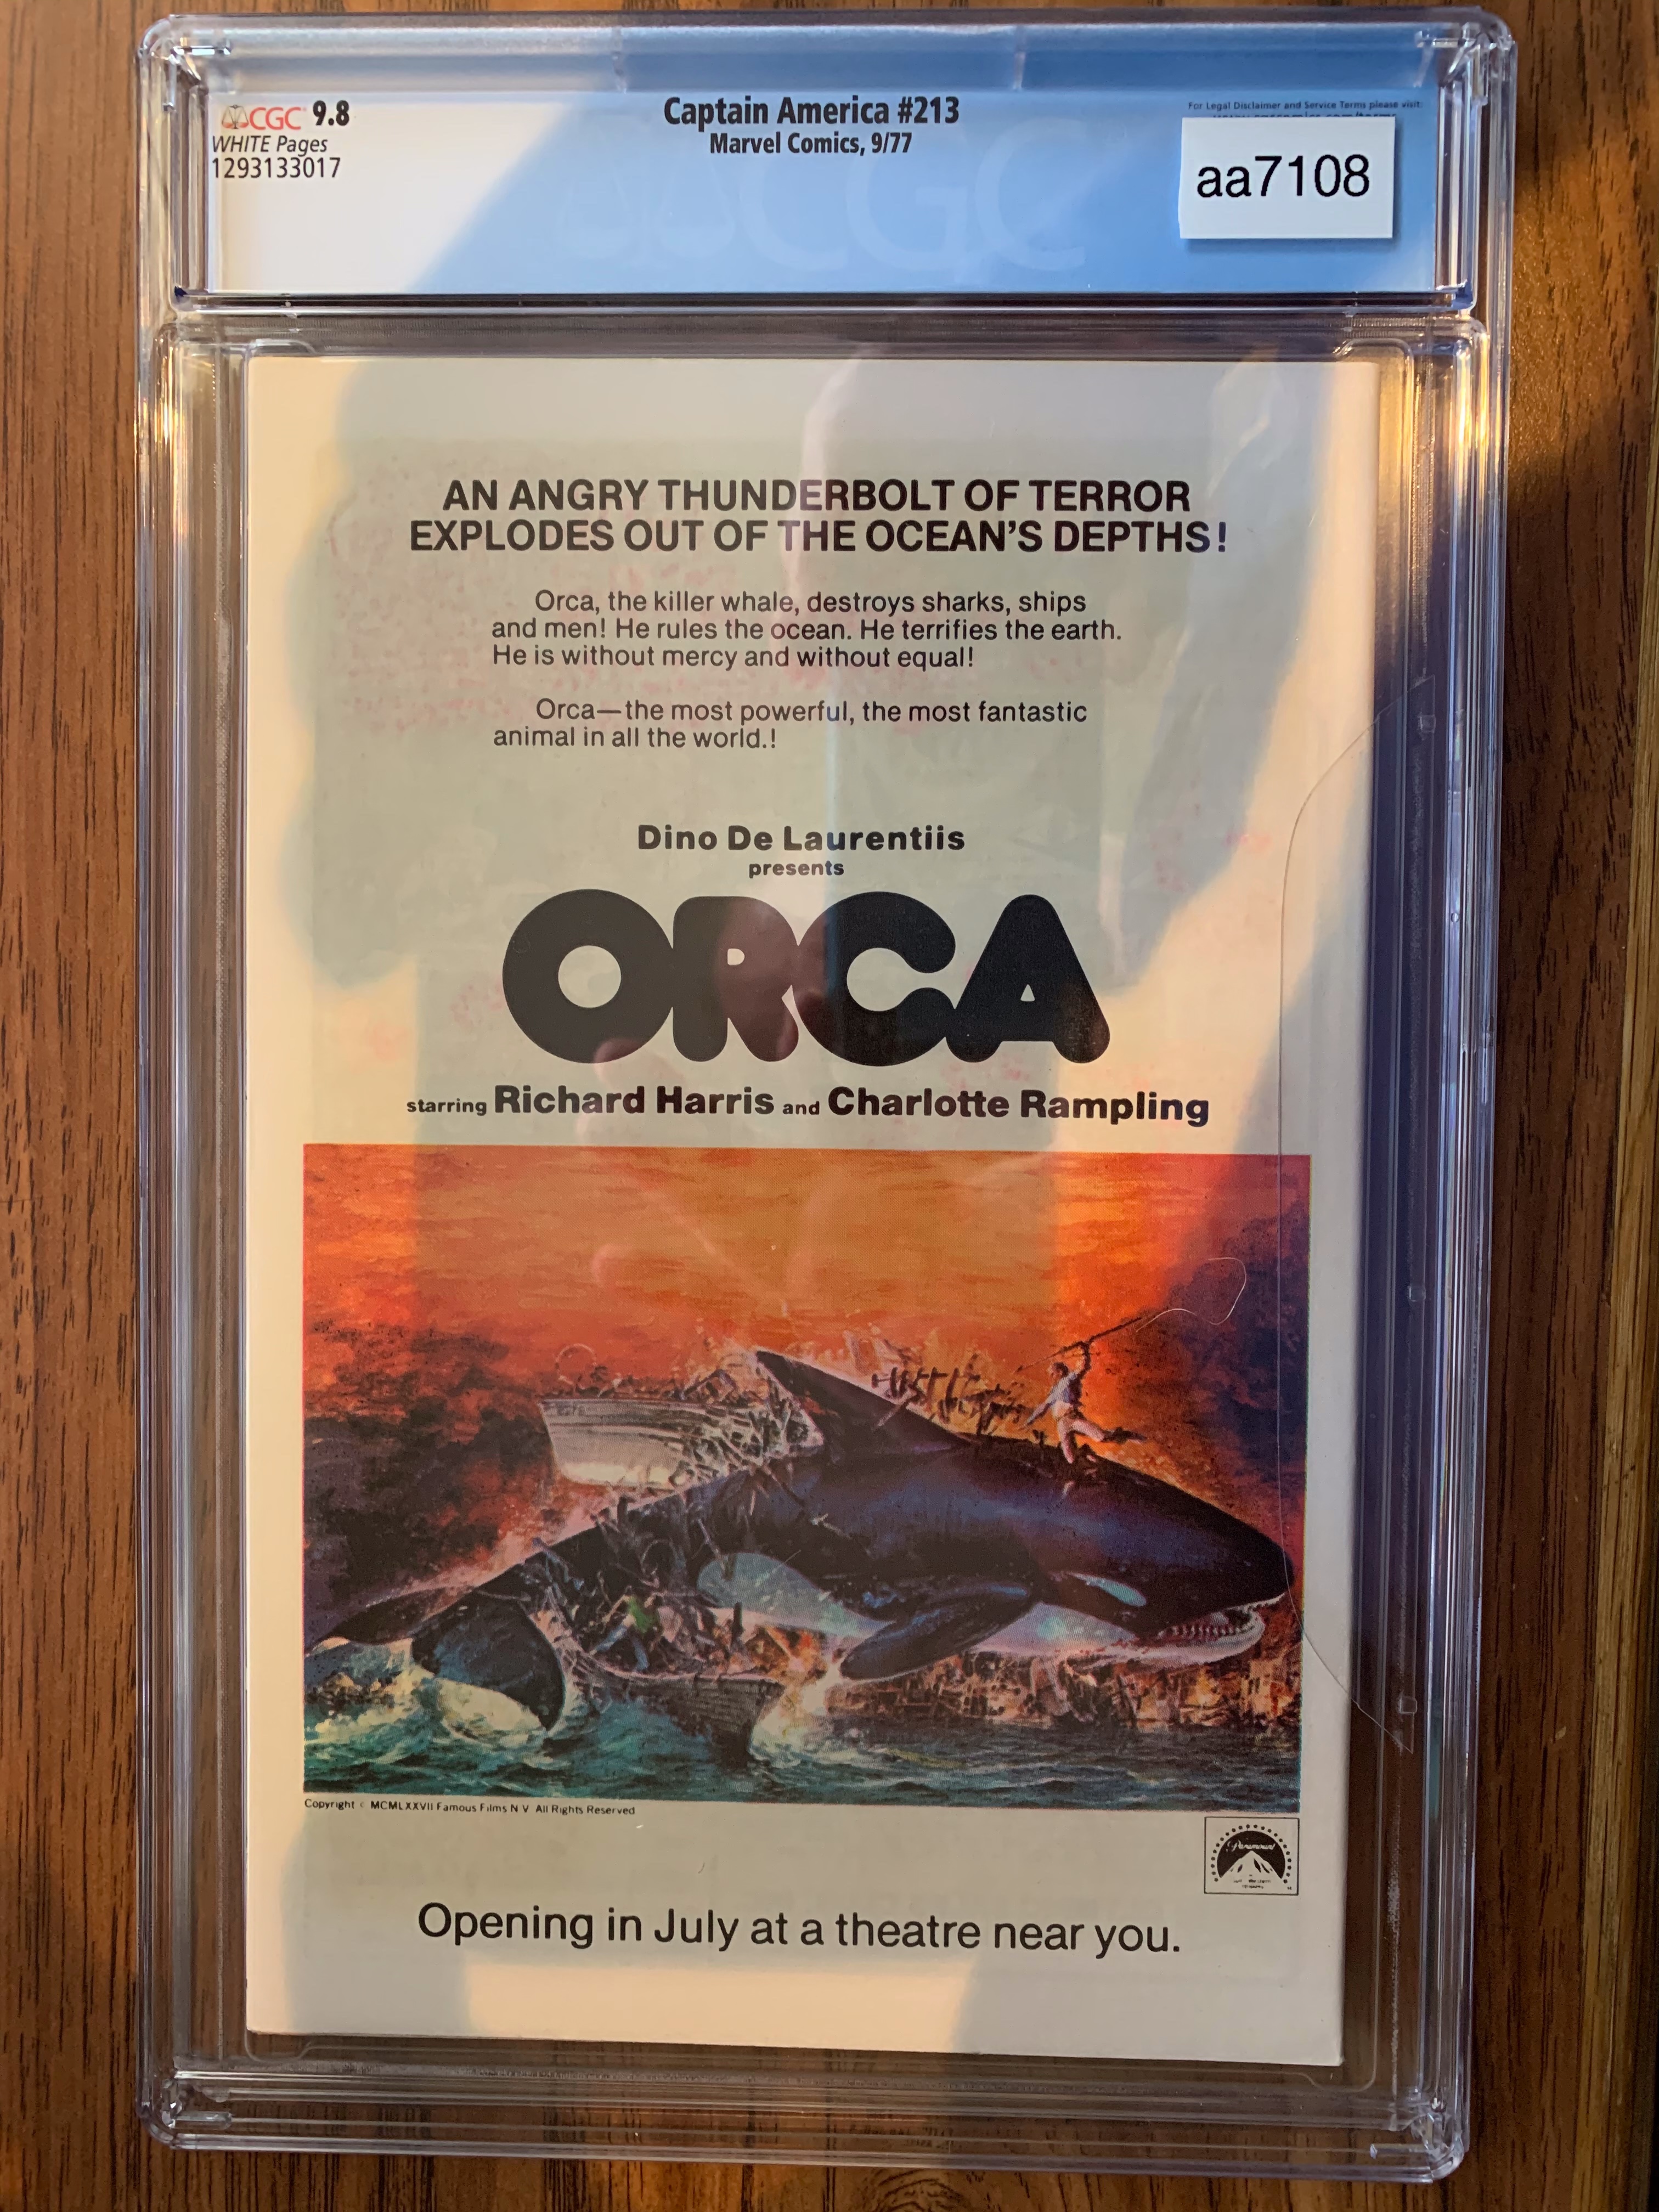 CGC 9.8
WHITE Pages
1293133017
Captain America #213
Marvel Comics, 9/77
For Legal Disclaimer and Service Terms please visit:
aa7108
CGC
AN ANGRY THUNDERBOLT OF TERROR
EXPLODES OUT OF THE OCEAN'S DEPTHS!
Orca, the killer whale, destroys sharks, ships
and men! He rules the ocean. He terrifies the earth.
He is without mercy and without equal!
Orca—the most powerful, the most fantastic
animal in all the world.!
Dino De Laurentiis
presents
ORCA
starring Richard Harris and Charlotte Rampling
Copyright © MCMLXXVII Famous Films N V All Rights Reserved
Paramount
Opening in July at a theatre near you.